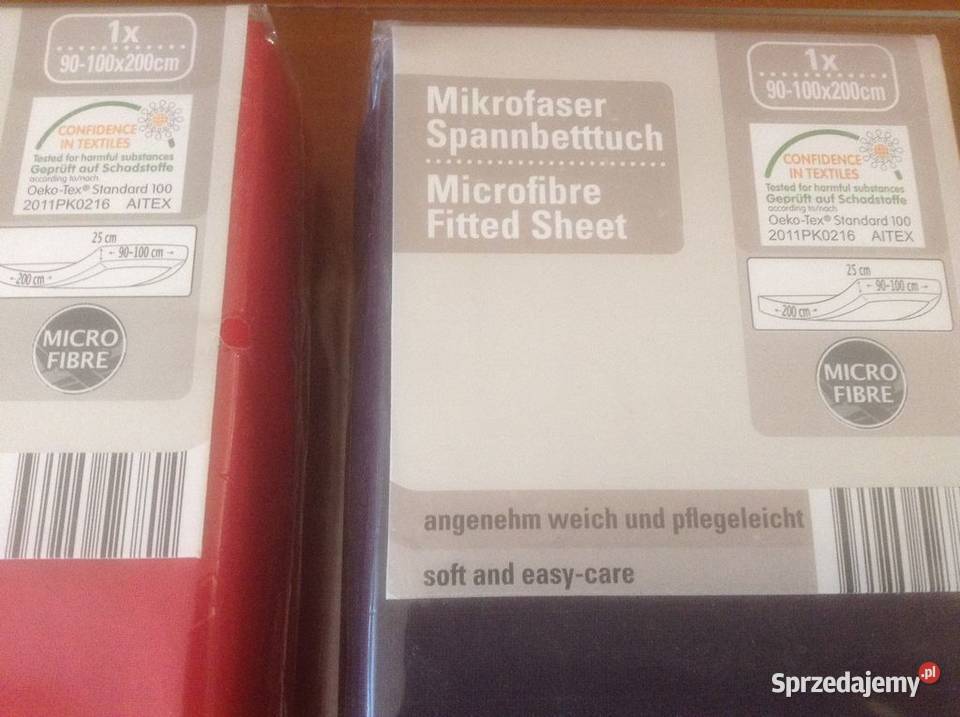 1x
90-100x200cm
CONFIDENCE
IN TEXTILES
Tested for harmful substances
Geprüft auf Schadstoffe
according to/nach
Oeko-Tex® Standard 100
2011PK0216 AITEX
25 cm
90-100 cm
200 cm
MICRO
FIBRE
Mikrofaser
Spannbetttuch
Microfibre
Fitted Sheet
angenehm weich und pflegeleicht
soft and easy-care
1x
90-100x200cm
CONFIDENCE
IN TEXTILES
Tested for harmful substances
Geprüft auf Schadstoffe
according to/nach
Oeko-Tex® Standard 100
2011PK0216 AITEX
25 cm
90-100 cm
200 cm
MICRO
FIBRE
Sprzedajemy.pl